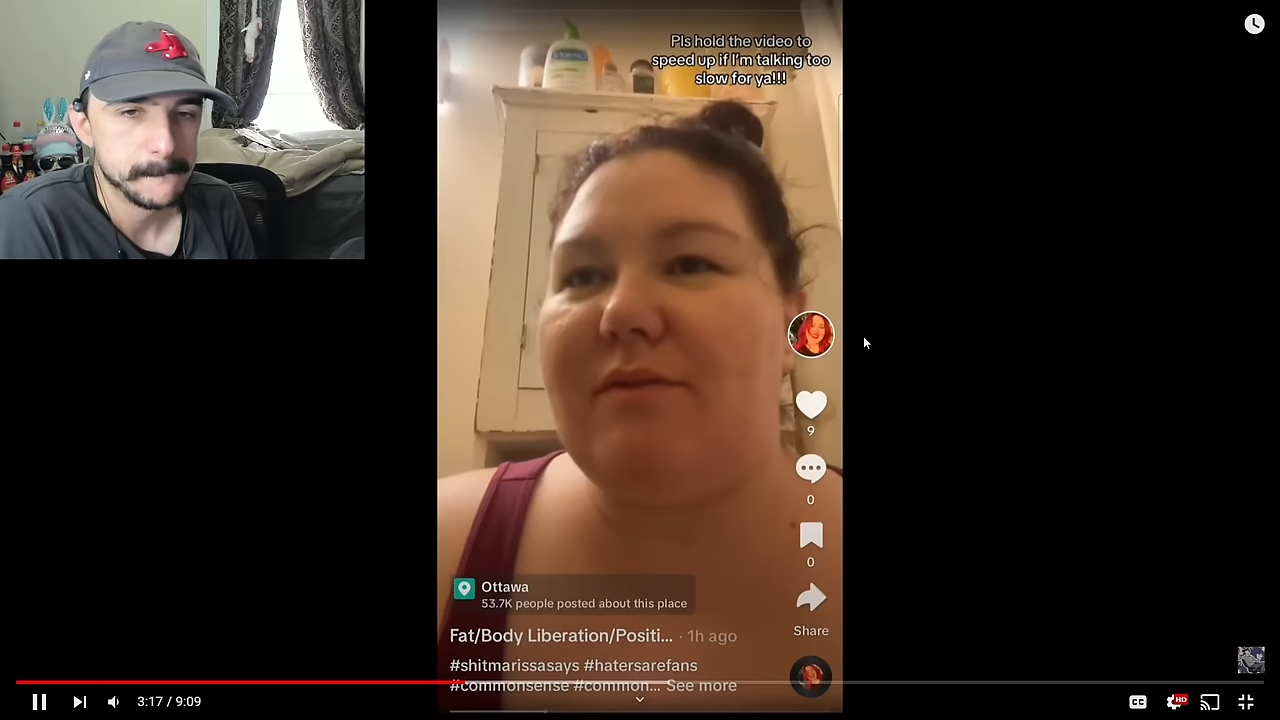 Pls hold the video to
speed up if I'm talking too
slow for ya!!!
9
0
0
Share
Ottawa
53.7K people posted about this place
Fat/Body Liberation/Positi... · 1h ago
#shitmarissasays #hatersarefans
#commonsense #common... See more
3:17 / 9:09
CC
HD